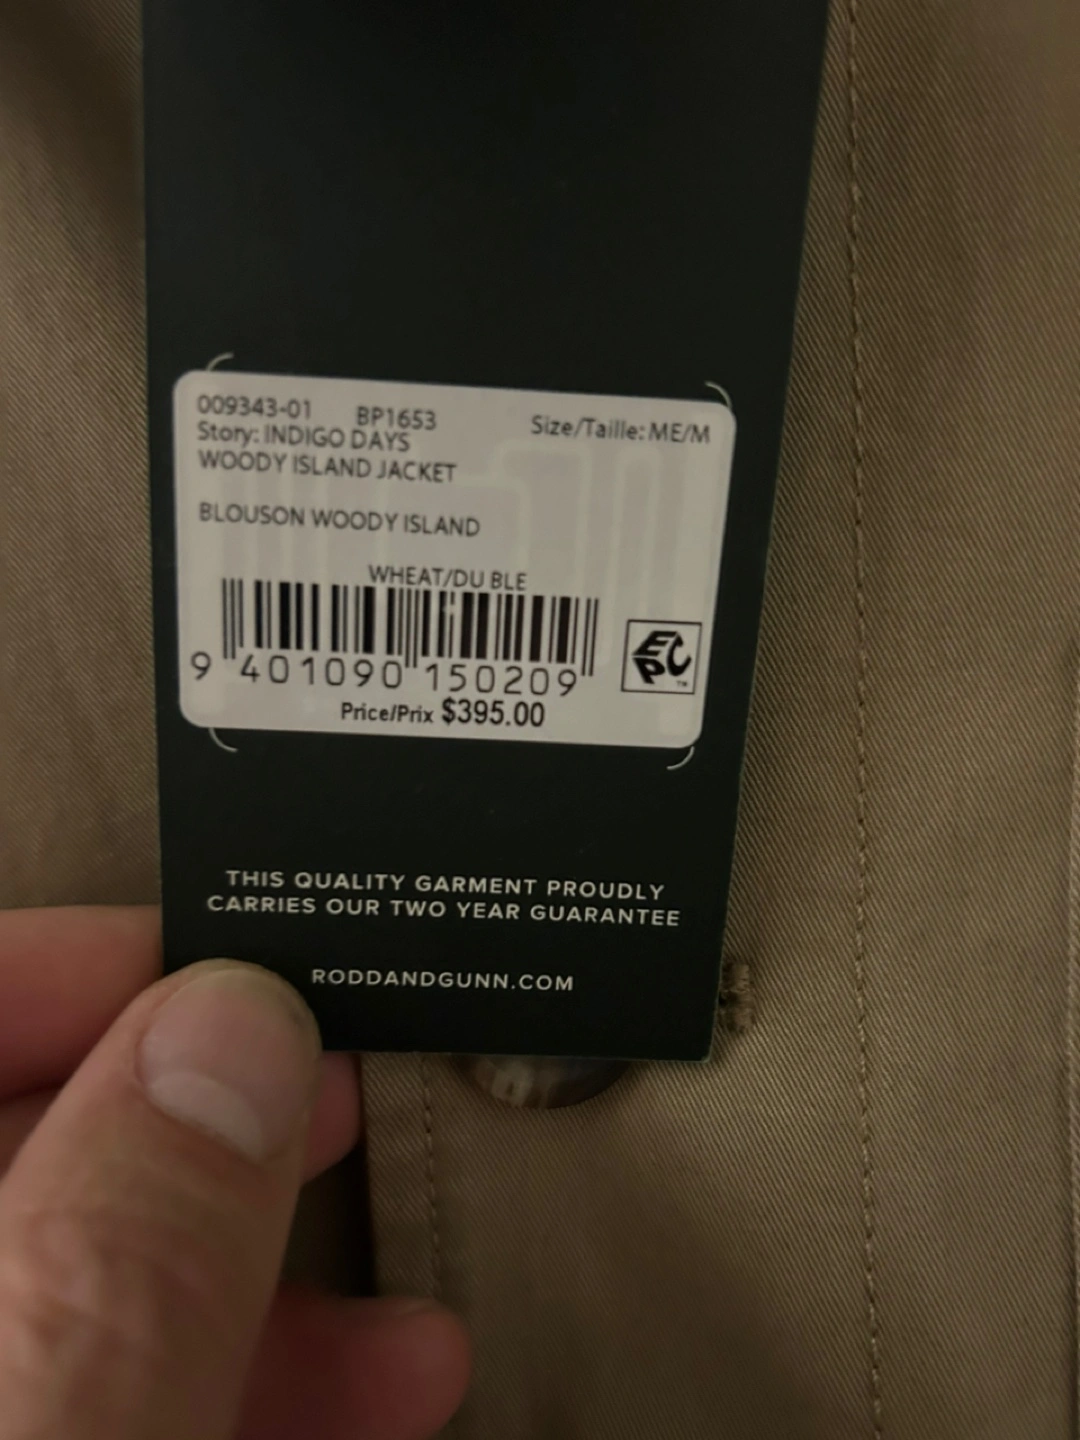 009343-01 BP1653 Size/Taille: ME/M
Story: INDIGO DAYS
WOODY ISLAND JACKET
BLOUSON WOODY ISLAND
WHEAT/DU BLE
9 401090 150209
EPC™
Price/Prix $395.00
THIS QUALITY GARMENT PROUDLY
CARRIES OUR TWO YEAR GUARANTEE
RODDANDGUNN.COM